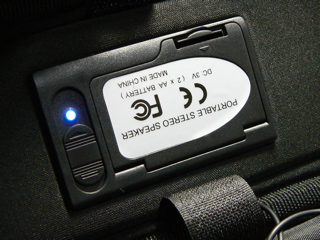 PORTABLE STEREO SPEAKER
CE FC
DC 3V ( 2 x AA BATTERY )
MADE IN CHINA